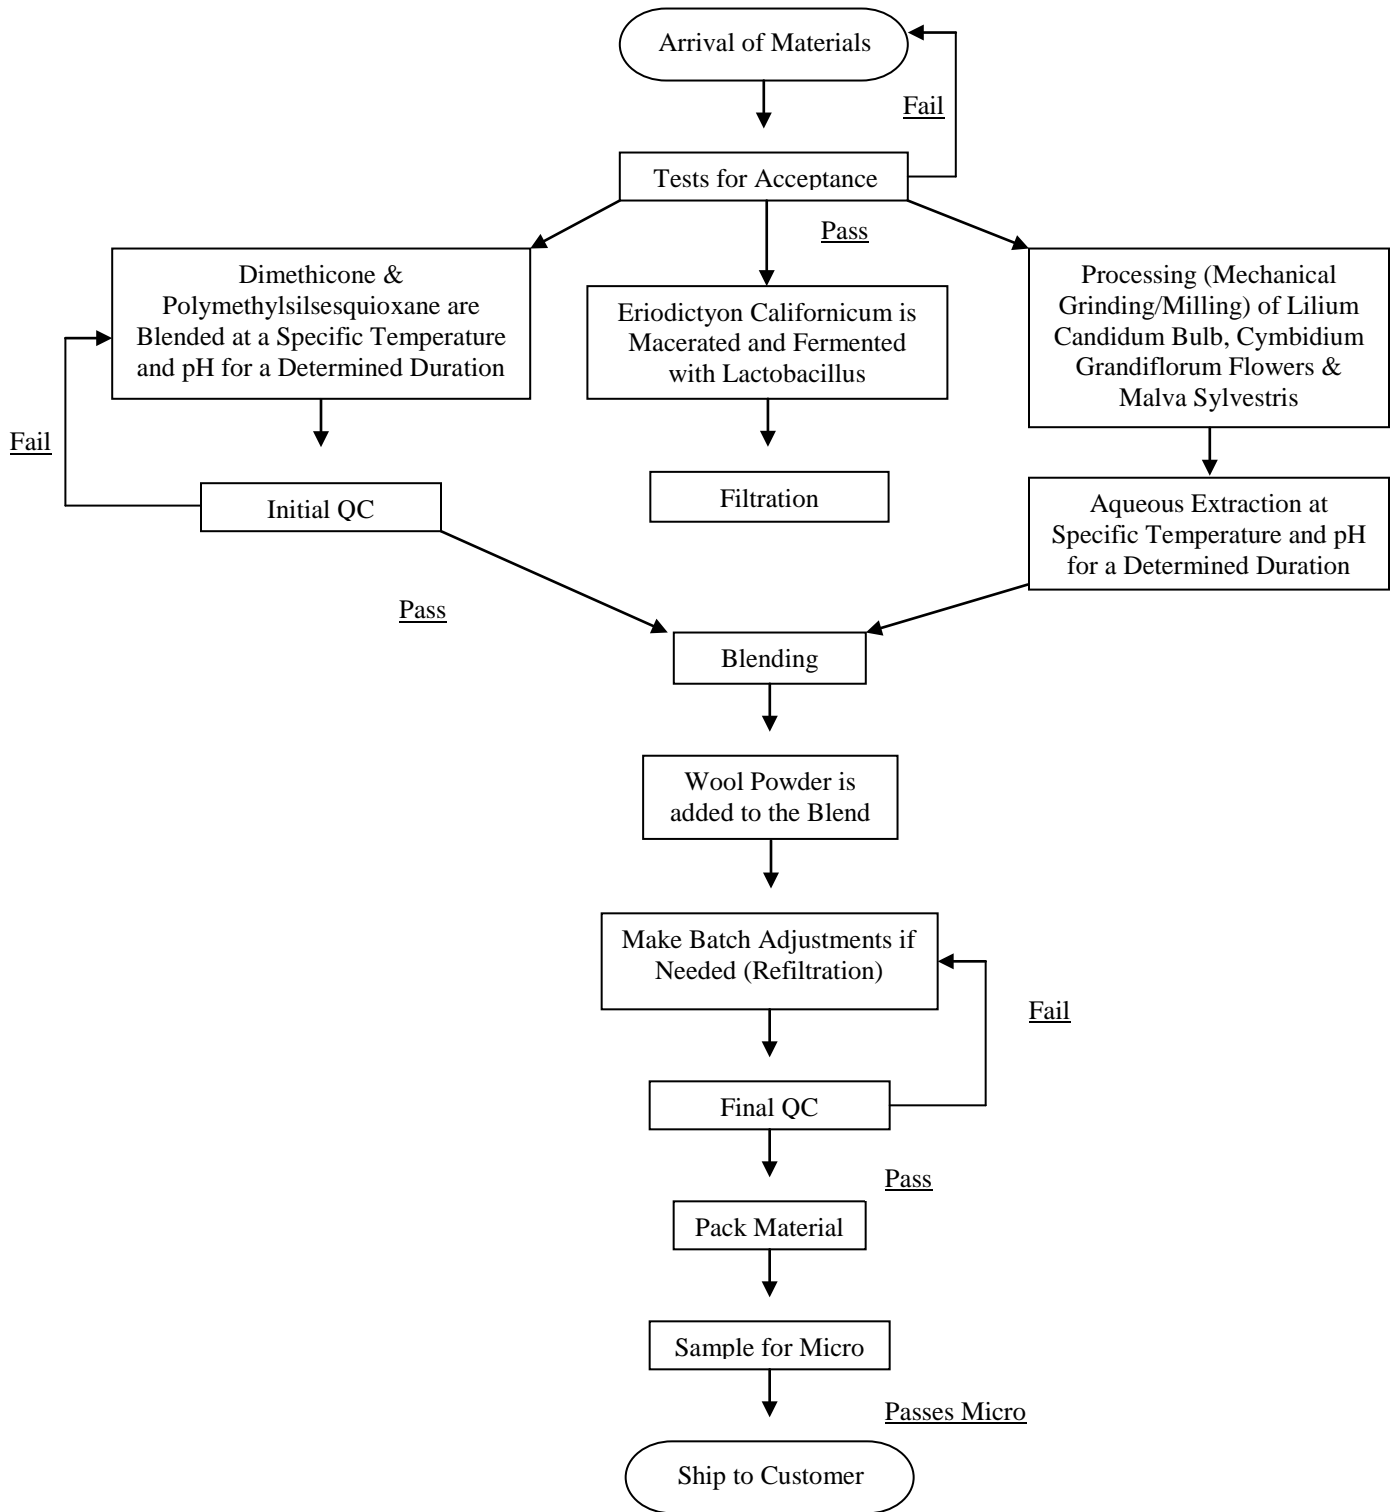 Arrival of Materials
Fail
Tests for Acceptance
Pass
Dimethicone &
Polymethylsilsesquioxane are
Blended at a Specific Temperature
and pH for a Determined Duration
Eriodictyon Californicum is
Macerated and Fermented
with Lactobacillus
Processing (Mechanical
Grinding/Milling) of Lilium
Candidum Bulb, Cymbidium
Grandiflorum Flowers &
Malva Sylvestris
Fail
Initial QC
Filtration
Aqueous Extraction at
Specific Temperature and pH
for a Determined Duration
Pass
Blending
Wool Powder is
added to the Blend
Make Batch Adjustments if
Needed (Refiltration)
Fail
Final QC
Pass
Pack Material
Sample for Micro
Passes Micro
Ship to Customer